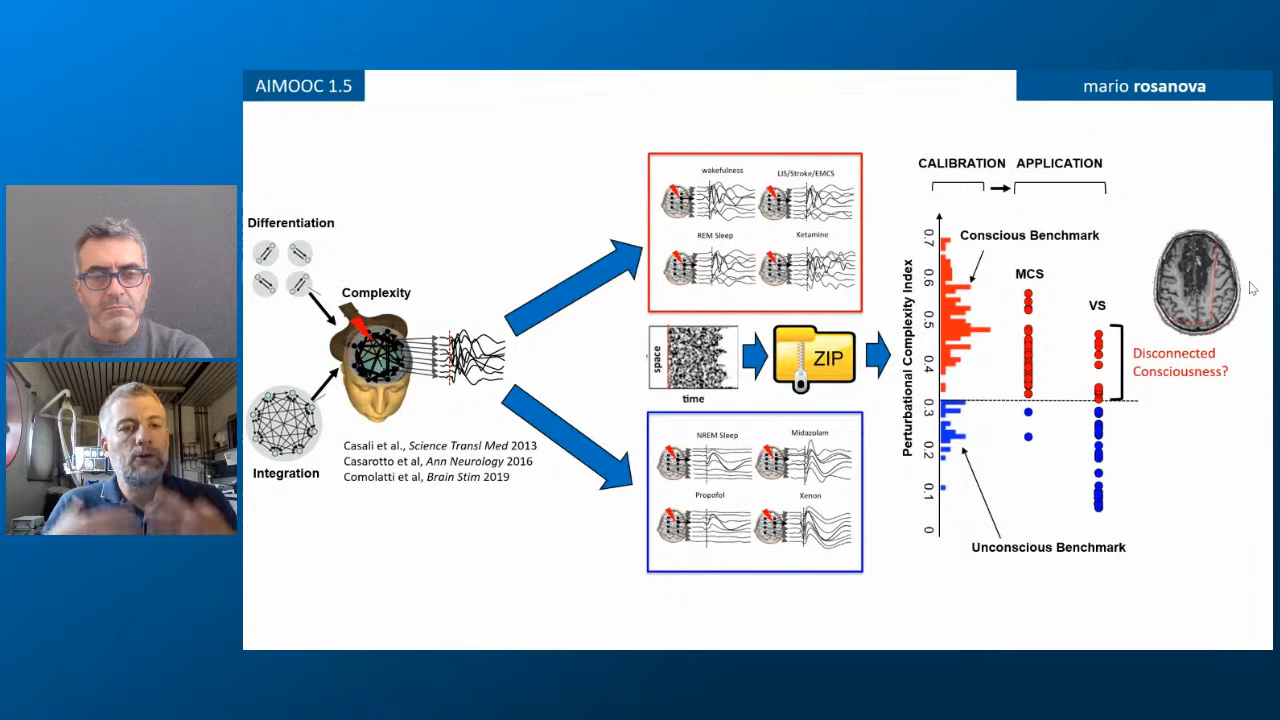 AIMOOC 1.5
mario rosanova
CALIBRATION
APPLICATION
Differentiation
Complexity
Integration
Casali et al., Science Transl Med 2013
Casarotto et al, Ann Neurology 2016
Comolatti et al, Brain Stim 2019
wakefulness
LIS/Stroke/EMCS
REM Sleep
Ketamine
space
time
ZIP
NREM Sleep
Midazolam
Propofol
Xenon
Perturbational Complexity Index
0.7
0.6
0.5
0.4
0.3
0.2
0.1
0
Conscious Benchmark
MCS
VS
Disconnected
Consciousness?
Unconscious Benchmark